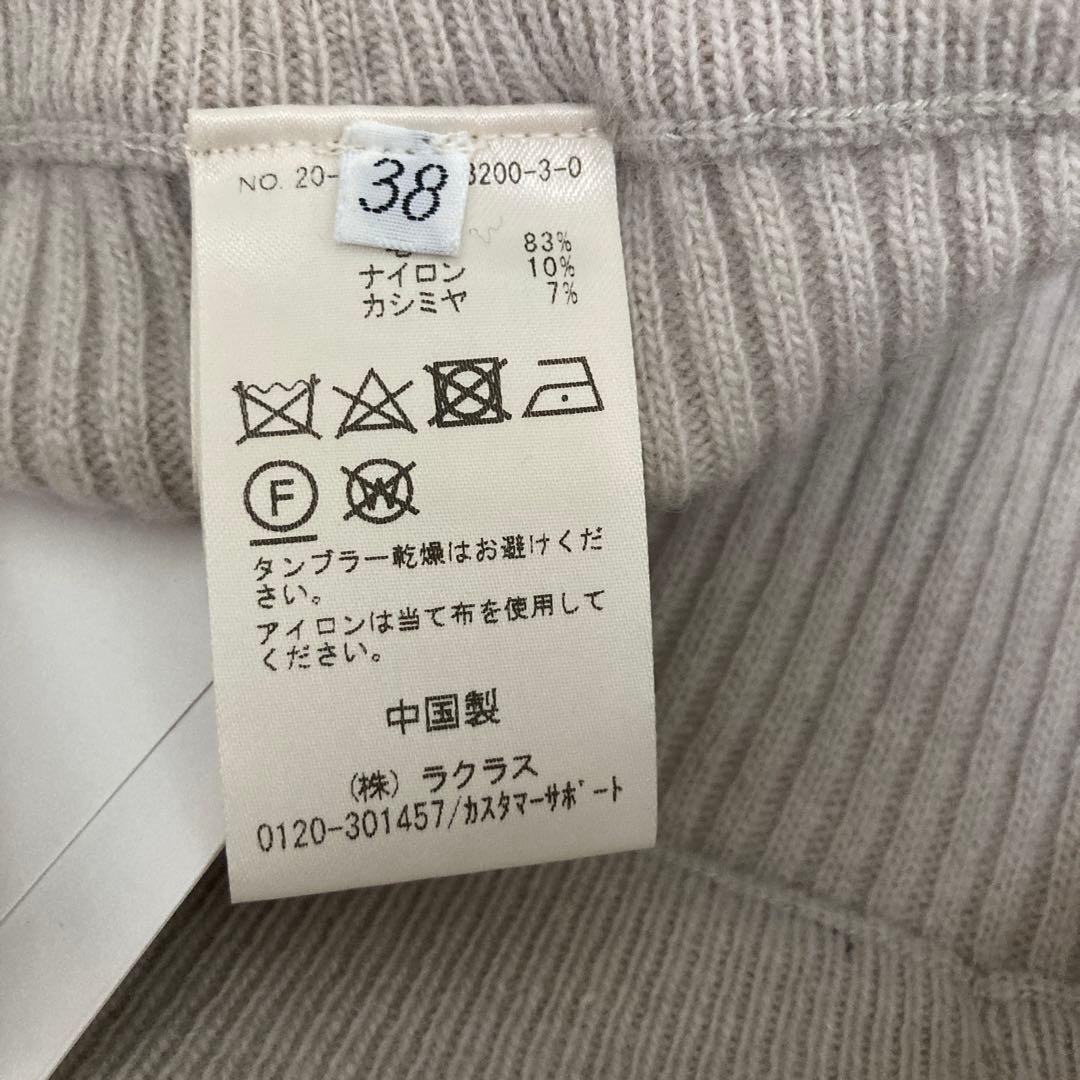 NO. 20- 3200-3-0
38
83%
ナイロン 10%
カシミヤ 7%
F
W
タンブラー乾燥はお避けくだ
さい。
アイロンは当て布を使用して
ください。
中国製
(株) ラクラス
0120-301457/カスタマーサポート